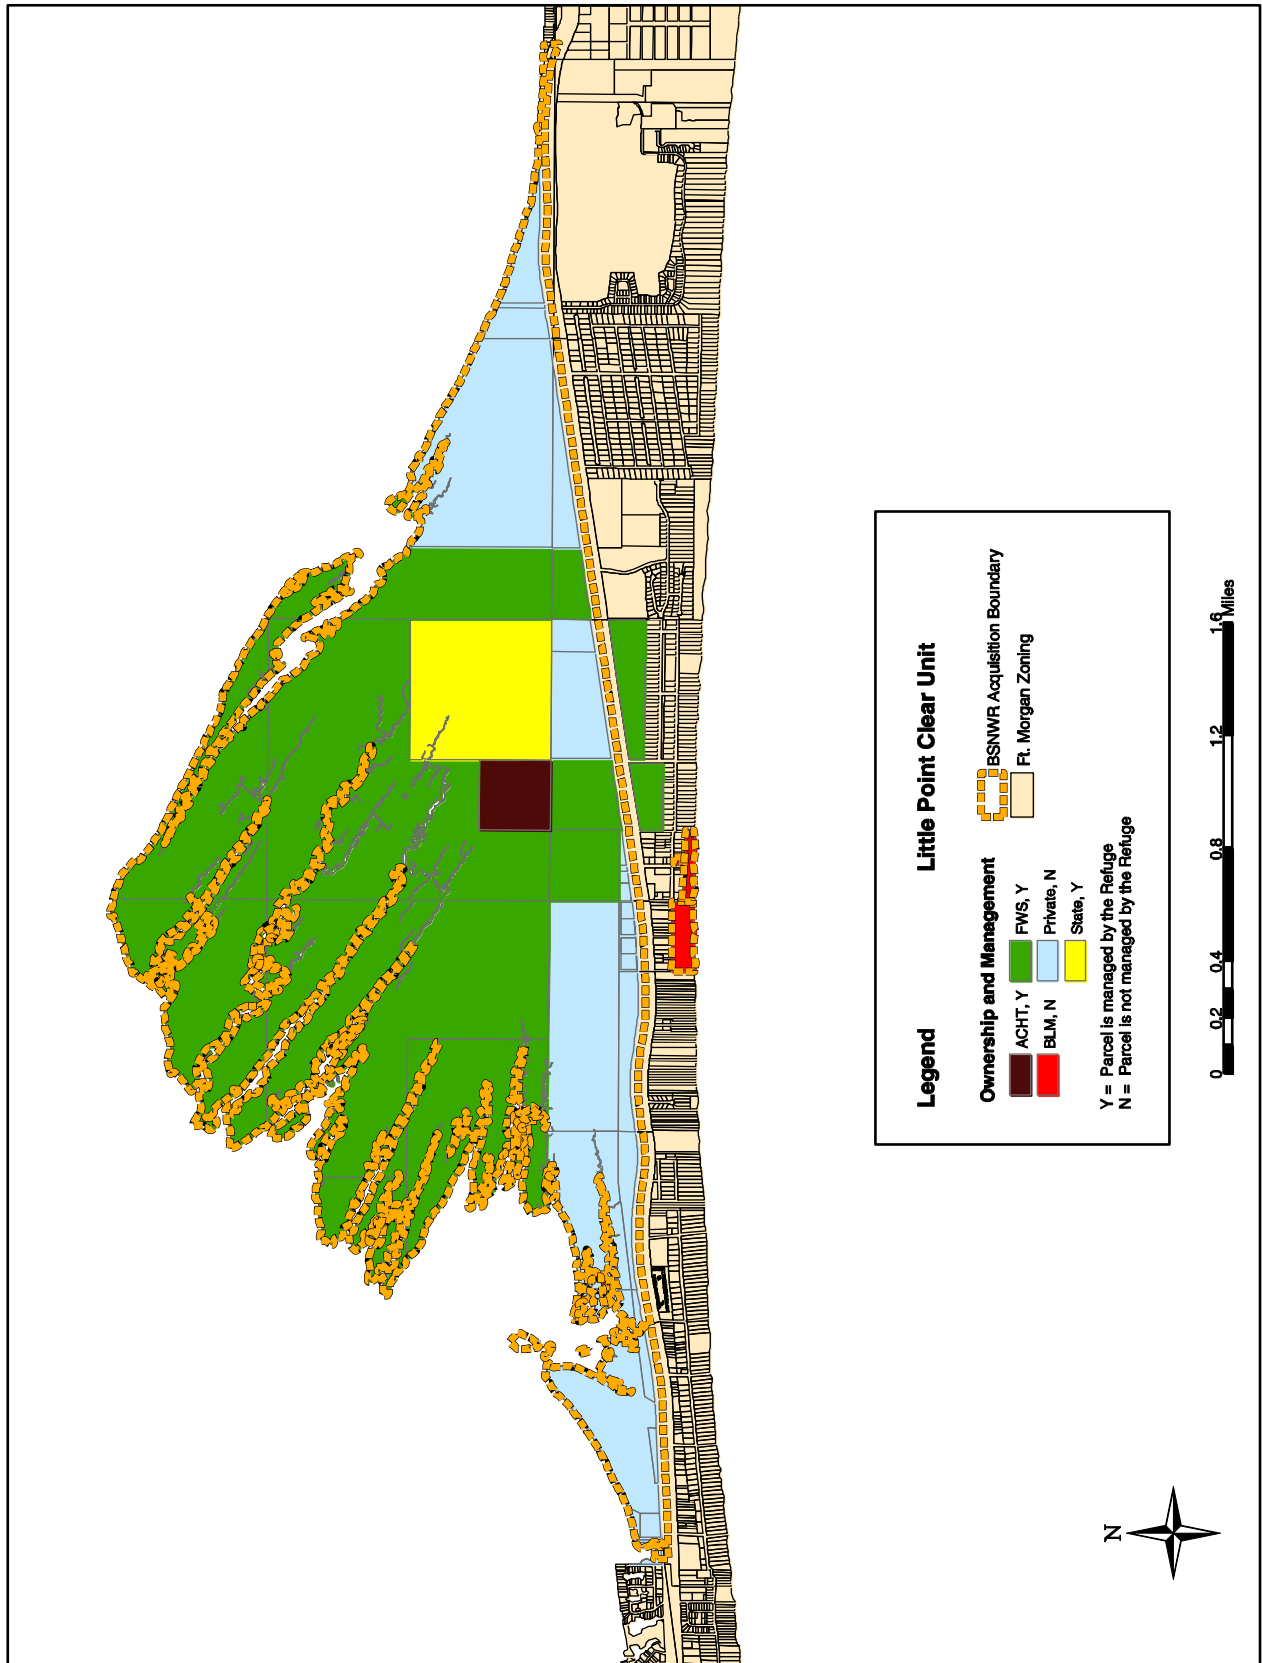 Legend
Little Point Clear Unit
Ownership and Management
ACHT, Y
FWS, Y
BLM, N
Private, N
State, Y
BSNWR Acquisition Boundary
Ft. Morgan Zoning
Y = Parcel is managed by the Refuge
N = Parcel is not managed by the Refuge
0 0.2 0.4 0.8 1.2 1.6
Miles
N